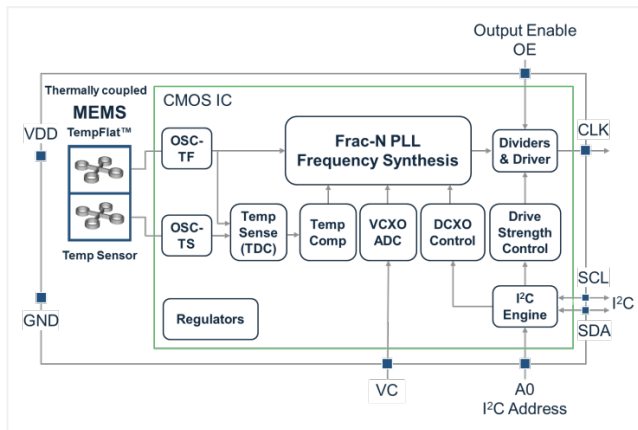 Output Enable
OE
Thermally coupled
MEMS
TempFlat™
VDD
CMOS IC
OSC-
TF
Frac-N PLL
Frequency Synthesis
Dividers
& Driver
CLK
OSC-
TS
Temp
Sense
(TDC)
Temp
Comp
VCXO
ADC
DCXO
Control
Drive
Strength
Control
Temp Sensor
GND
Regulators
I²C
Engine
SCL
I²C
SDA
VC
A0
I²C Address